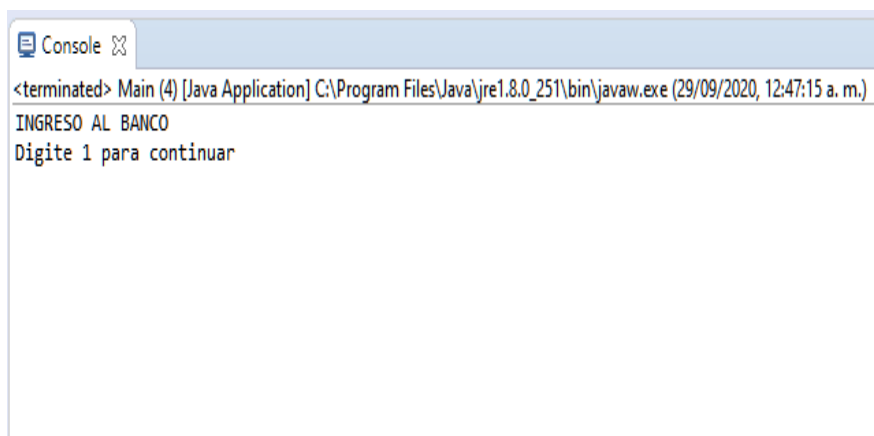 Console
<terminated> Main (4) [Java Application] C:\Program Files\Java\jre1.8.0_251\bin\javaw.exe (29/09/2020, 12:47:15 a. m.)
INGRESO AL BANCO
Digite 1 para continuar